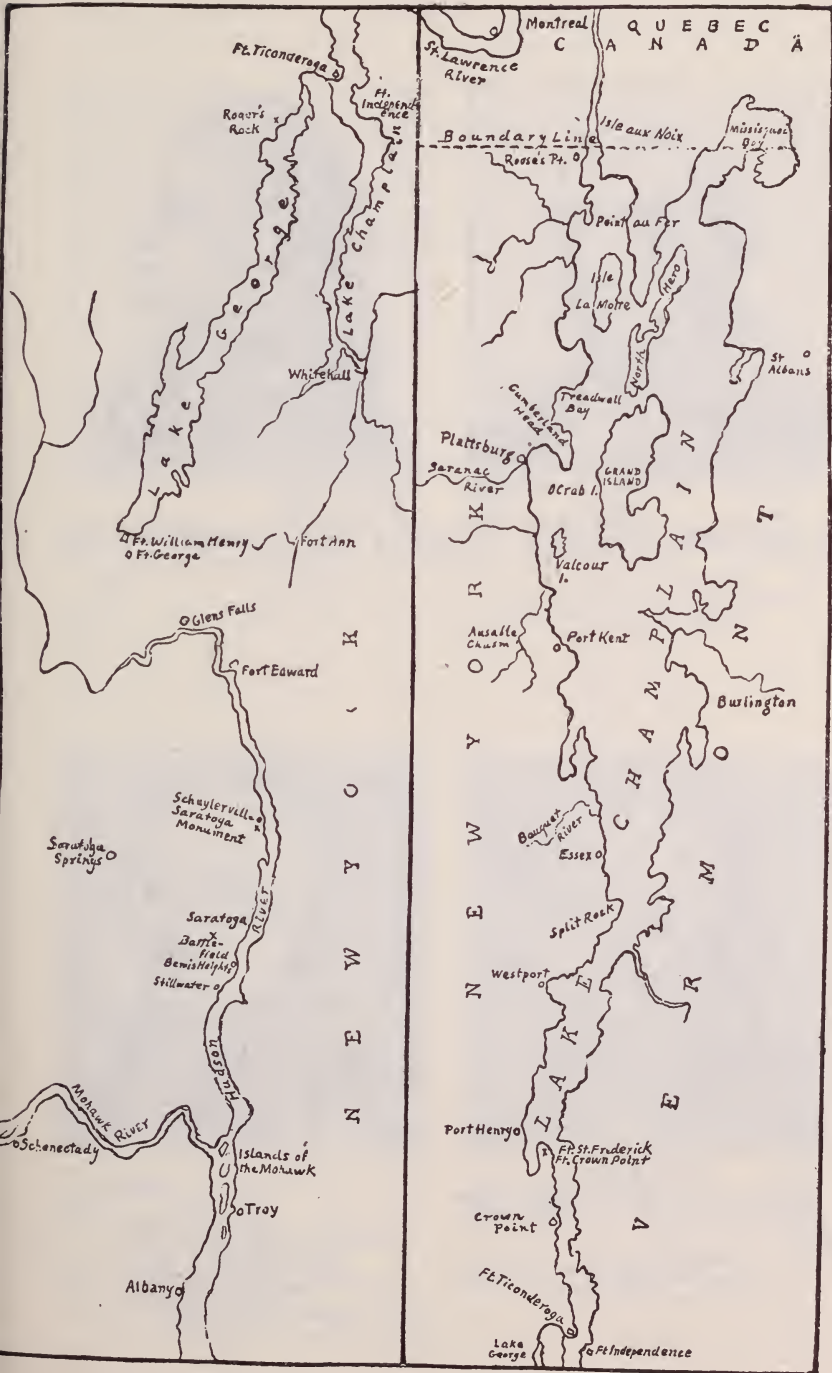 Ft. Ticonderoga
Roger's
Rock
Ft.
Independ-
ence
Lake Champlain
Lake George
Whitehall
Ft. William Henry
Ft. George
Fort Ann
Glens Falls
Fort Edward
Schuylerville
Saratoga
Monument
Saratoga
Springs
Saratoga
Battle-
field
Bemis Heights
Stillwater
HUDSON RIVER
Mohawk RIVER
Schenectady
Islands of
the Mohawk
Troy
Albany
NEW YORK
Montreal
QUEBEC
CANADA
St. Lawrence
River
Isle aux Noix
Boundary Line
Missisquoi
Bay
Rouse's Pt.
Point au Fer
Isle
La Motte
North Hero
St
Albans
Treadwell
Bay
Cumberland
Head
Plattsburg
Saranac
River
GRAND
ISLAND
Crab I.
Valcour
I.
Ausable
Chasm
Port Kent
Burlington
Bouquet
River
Essex
Split Rock
Westport
Port Henry
Ft. St. Frederick
Ft. Crown Point
Crown
Point
Ft. Ticonderoga
Lake
George
Ft Independence
NEW YORK
LAKE CHAMPLAIN
VERMONT